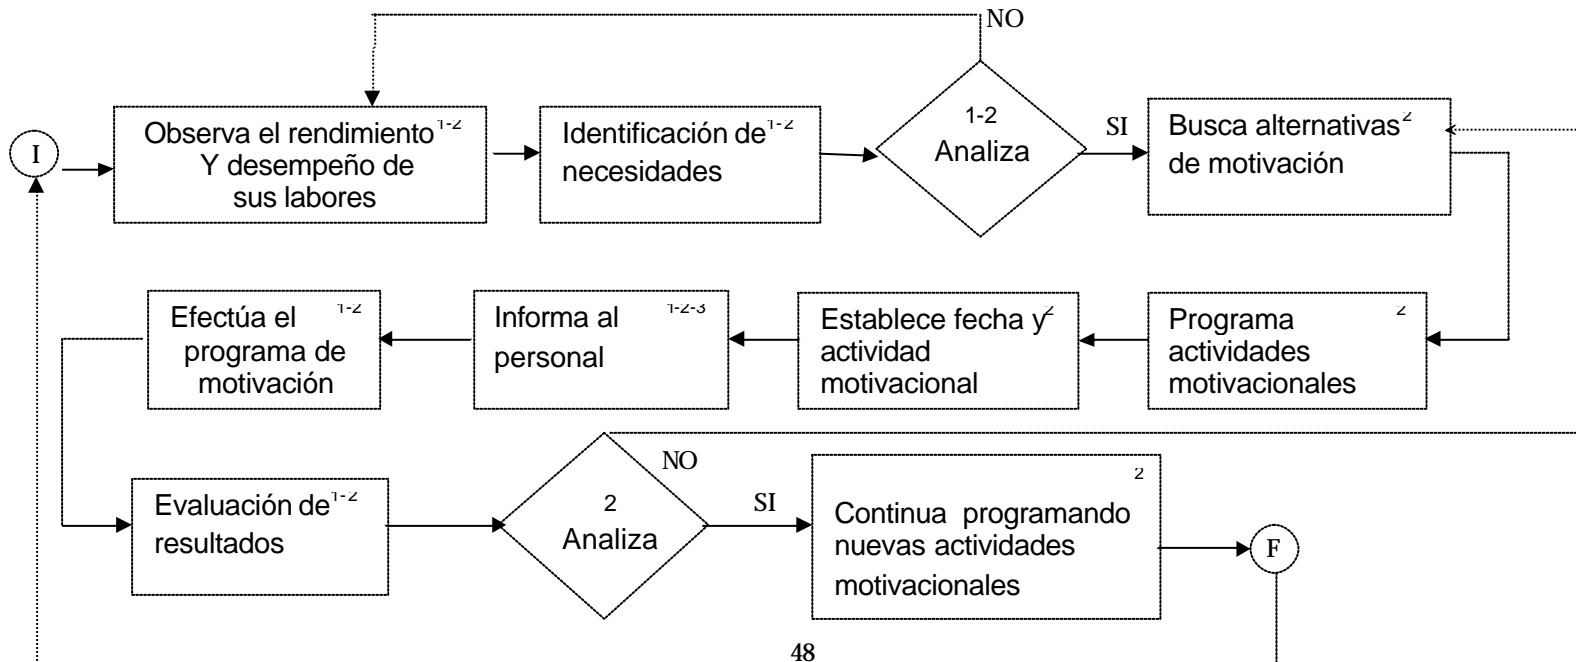 NO
I
Observa el rendimiento 1-2
Y desempeño de
sus labores
Identificación de 1-2
necesidades
1-2
Analiza
SI
Busca alternativas 2
de motivación
Efectúa el 1-2
programa de
motivación
Informa al 1-2-3
personal
Establece fecha y 2
actividad
motivacional
Programa 2
actividades
motivacionales
Evaluación de 1-2
resultados
2
Analiza
NO
SI
2
Continua programando
nuevas actividades
motivacionales
F
48